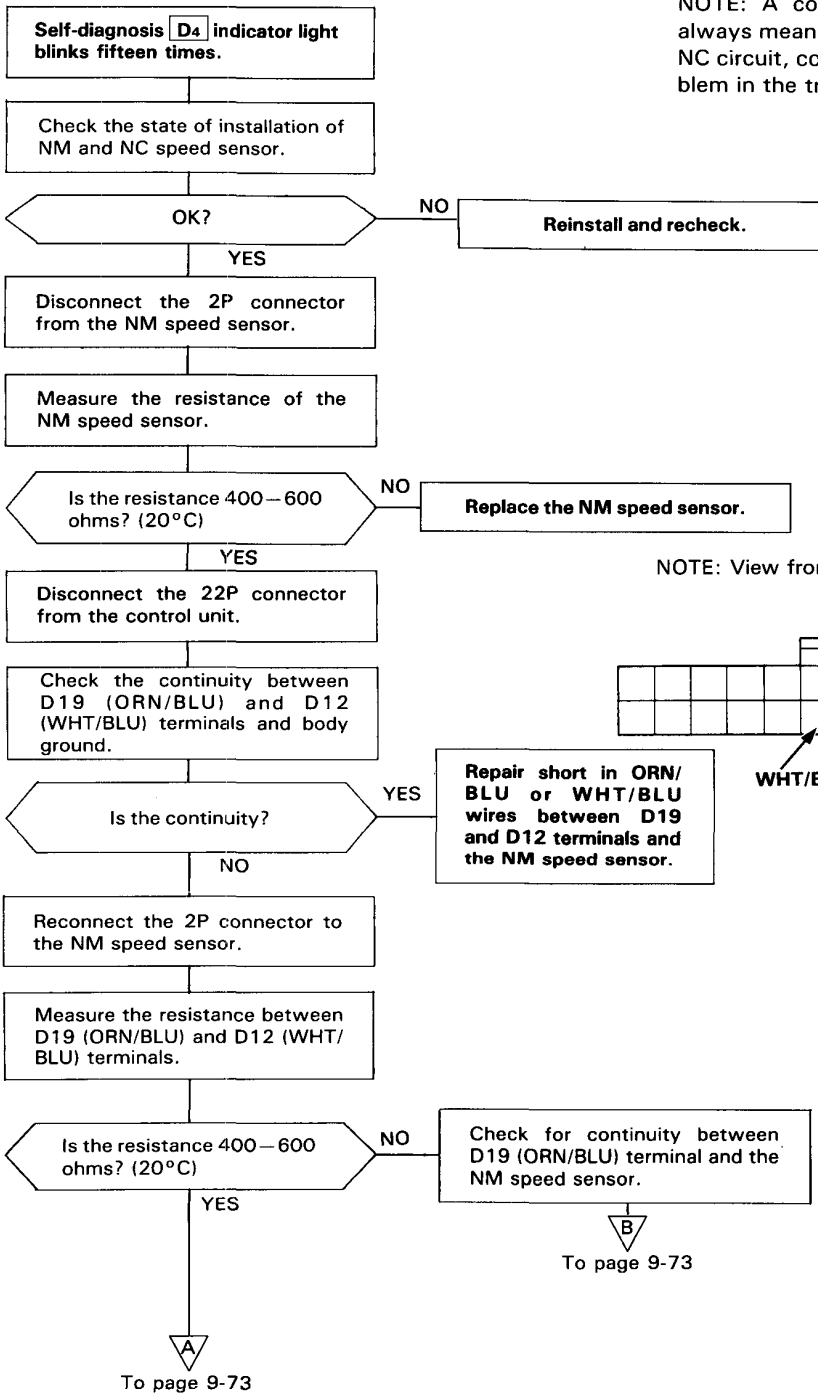 NOTE: A co
always mean
NC circuit, co
blem in the tr
Self-diagnosis D4 indicator light
blinks fifteen times.
Check the state of installation of
NM and NC speed sensor.
OK?
NO
Reinstall and recheck.
YES
Disconnect the 2P connector
from the NM speed sensor.
Measure the resistance of the
NM speed sensor.
Is the resistance 400—600
ohms? (20°C)
NO
Replace the NM speed sensor.
YES
NOTE: View fro
Disconnect the 22P connector
from the control unit.
Check the continuity between
D19 (ORN/BLU) and D12
(WHT/BLU) terminals and body
ground.
WHT/B
Is the continuity?
YES
Repair short in ORN/
BLU or WHT/BLU
wires between D19
and D12 terminals and
the NM speed sensor.
NO
Reconnect the 2P connector to
the NM speed sensor.
Measure the resistance between
D19 (ORN/BLU) and D12 (WHT/
BLU) terminals.
Is the resistance 400—600
ohms? (20°C)
NO
Check for continuity between
D19 (ORN/BLU) terminal and the
NM speed sensor.
YES
B
To page 9-73
A
To page 9-73